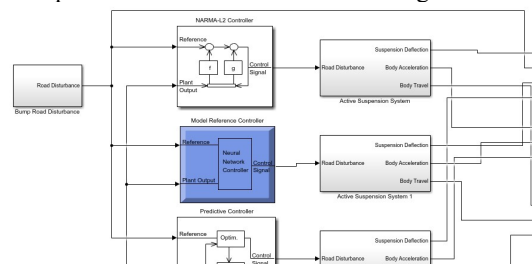 NARMA-L2 Controller
Reference
f
g
Control
Signal
Plant
Output
Road Disturbance
Bump Road Disturbance
Road Disturbance
Suspension Deflection
Body Acceleration
Body Travel
Active Suspension System
Model Reference Controller
Reference
Neural
Network
Controller
Control
Signal
Plant Output
Road Disturbance
Suspension Deflection
Body Acceleration
Body Travel
Active Suspension System 1
Predictive Controller
Reference
Optim.
Control
Signal
Road Disturbance
Suspension Deflection
Body Acceleration